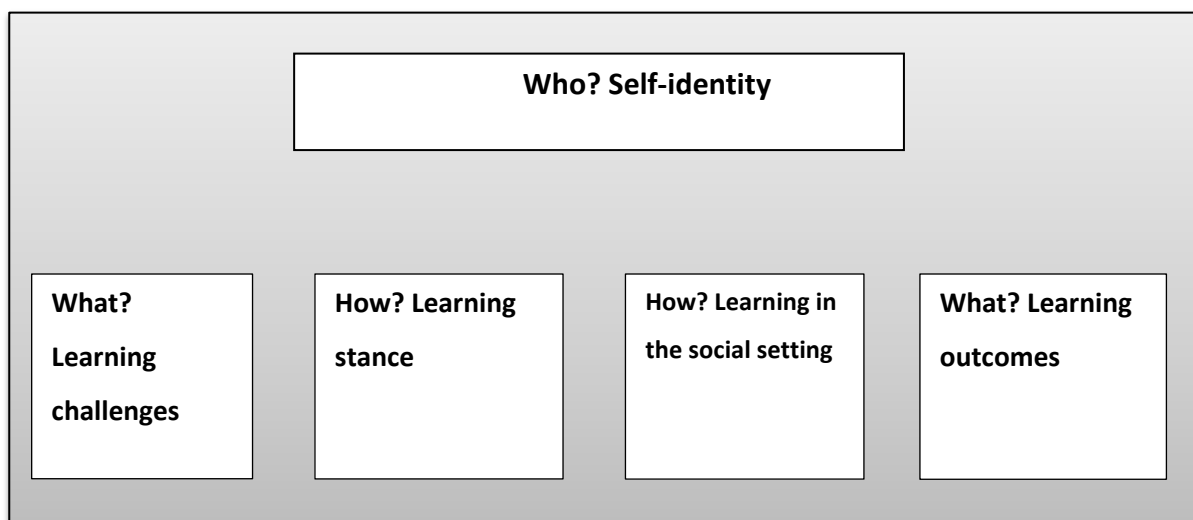 Who? Self-identity
What?
Learning
challenges
How? Learning
stance
How? Learning in
the social setting
What? Learning
outcomes